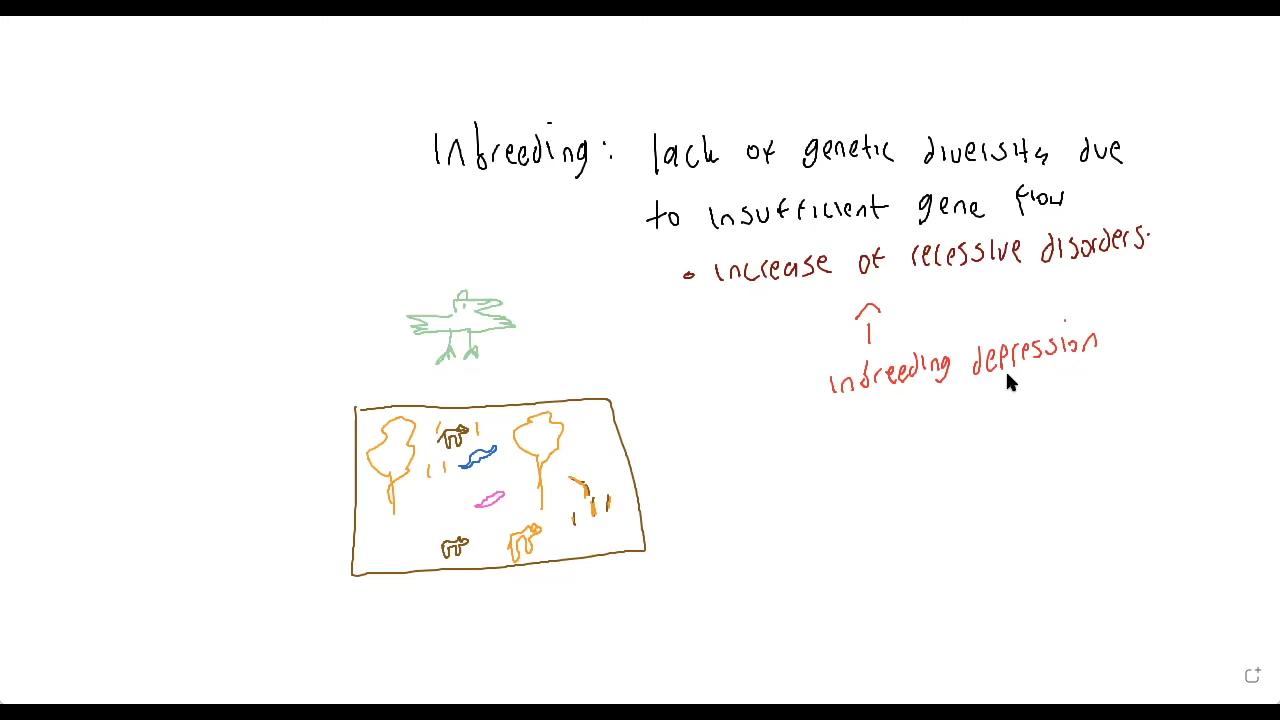 Inbreeding: lack of genetic diversity due
to insufficient gene flow
• increase of recessive disorders.
inbreeding depression